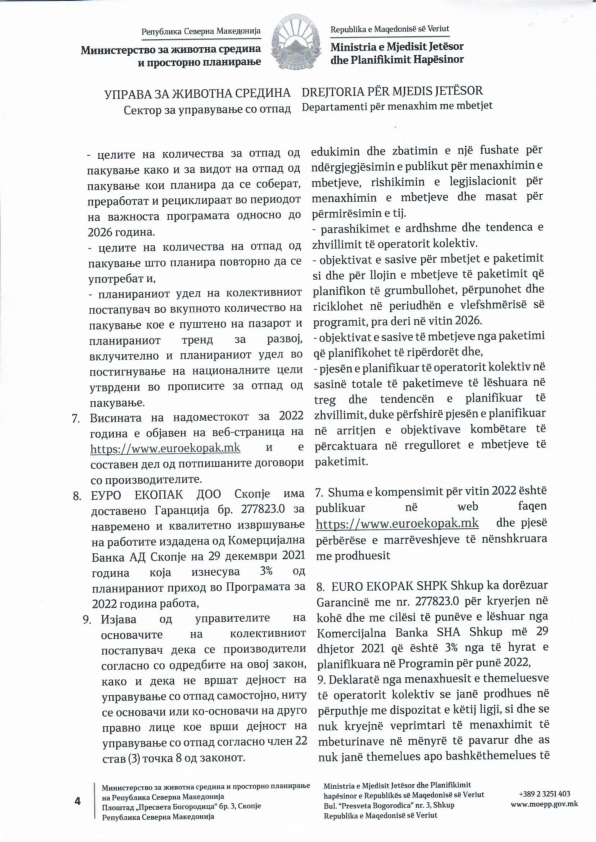 Република Северна Македонија
Министерство за животна средина
и просторно планирање
Republika e Maqedonisë së Veriut
Ministria e Mjedisit Jetësor
dhe Planifikimit Hapësinor
УПРАВА ЗА ЖИВОТНА СРЕДИНА
Сектор за управување со отпад
DREJTORIA PËR MJEDIS JETËSOR
Departamenti për menaxhim me mbetjet
- целите на количества за отпад од
пакување како и за видот на отпад од
пакување кои планира да се соберат,
преработат и рециклираат во периодот
на важноста програмата односно до
2026 година.
- целите на количества на отпад од
пакување што планира повторно да се
употребат и,
- планираниот удел на колективниот
постапувач во вкупното количество на
пакување кое е пуштено на пазарот и
планираниот тренд за развој,
вклучително и планираниот удел во
постигнување на националните цели
утврдени во прописите за отпад од
пакување.
7. Висината на надоместокот за 2022
година е објавен на веб-страница на
https://www.euroekopak.mk и е
составен дел од потпишаните договори
со производителите.
8. ЕУРО ЕКОПАК ДОО Скопје има
доставено Гаранција бр. 277823.0 за
навремено и квалитетно извршување
на работите издадена од Комерцијална
Банка АД Скопје на 29 декември 2021
година која изнесува 3% од
планираниот приход во Програмата за
2022 година работа,
9. Изјава од управителите на
основачите на колективниот
постапувач дека се производители
согласно со одредбите на овој закон,
како и дека не вршат дејност на
управување со отпад самостојно, ниту
се основачи или ко-основачи на друго
правно лице кое врши дејност на
управување со отпад согласно член 22
став (3) точка 8 од законот.
edukimin dhe zbatimin e një fushate për
ndërgjegjësimin e publikut për menaxhimin e
mbetjeve, rishikimin e legjislacionit për
menaxhimin e mbetjeve dhe masat për
përmirësimin e tij.
- parashikimet e ardhshme dhe tendenca e
zhvillimit të operatorit kolektiv.
- objektivat e sasive për mbetjet e paketimit
si dhe për llojin e mbetjeve të paketimit që
planifikon të grumbullohet, përpunohet dhe
riciklohet në periudhën e vlefshmërisë së
programit, pra deri në vitin 2026.
- objektivat e sasive të mbetjeve nga paketimi
që planifikohet të ripërdorët dhe,
- pjesën e planifikuar të operatorit kolektiv në
sasinë totale të paketimeve të lëshuara në
treg dhe tendencën e planifikuar të
zhvillimit, duke përfshirë pjesën e planifikuar
në arritjen e objektivave kombëtare të
përcaktuara në rregulloret e mbetjeve të
paketimit.
7. Shuma e kompensimit për vitin 2022 është
publikuar në web faqen
https://www.euroekopak.mk dhe pjesë
përbërëse e marrëveshjeve të nënshkruara
me prodhuesit
8. EURO EKOPAK SHPK Shkup ka dorëzuar
Garancinë me nr. 277823.0 për kryerjen në
kohë dhe me cilësi të punëve e lëshuar nga
Komercijalna Banka SHA Shkup më 29
dhjetor 2021 që është 3% nga të hyrat e
planifikuara në Programin për punë 2022,
9. Deklaratë nga menaxhuesit e themeluesve
të operatorit kolektiv se janë prodhues në
përputhje me dispozitat e këtij ligji, si dhe se
nuk kryejnë veprimtari të menaxhimit të
mbeturinave në mënyrë të pavarur dhe as
nuk janë themelues apo bashkëthemelues të
4
Министерство за животна средина и просторно планирање
на Република Северна Македонија
Плоштад „Пресвета Богородица“ бр. 3, Скопје
Република Северна Македонија
Ministria e Mjedisit Jetësor dhe Planifikimit
hapësinor e Republikës së Maqedonisë së Veriut
Bul. "Presveta Bogorodica" nr. 3, Shkup
Republika e Maqedonisë së Veriut
+389 2 3251 403
www.moepp.gov.mk